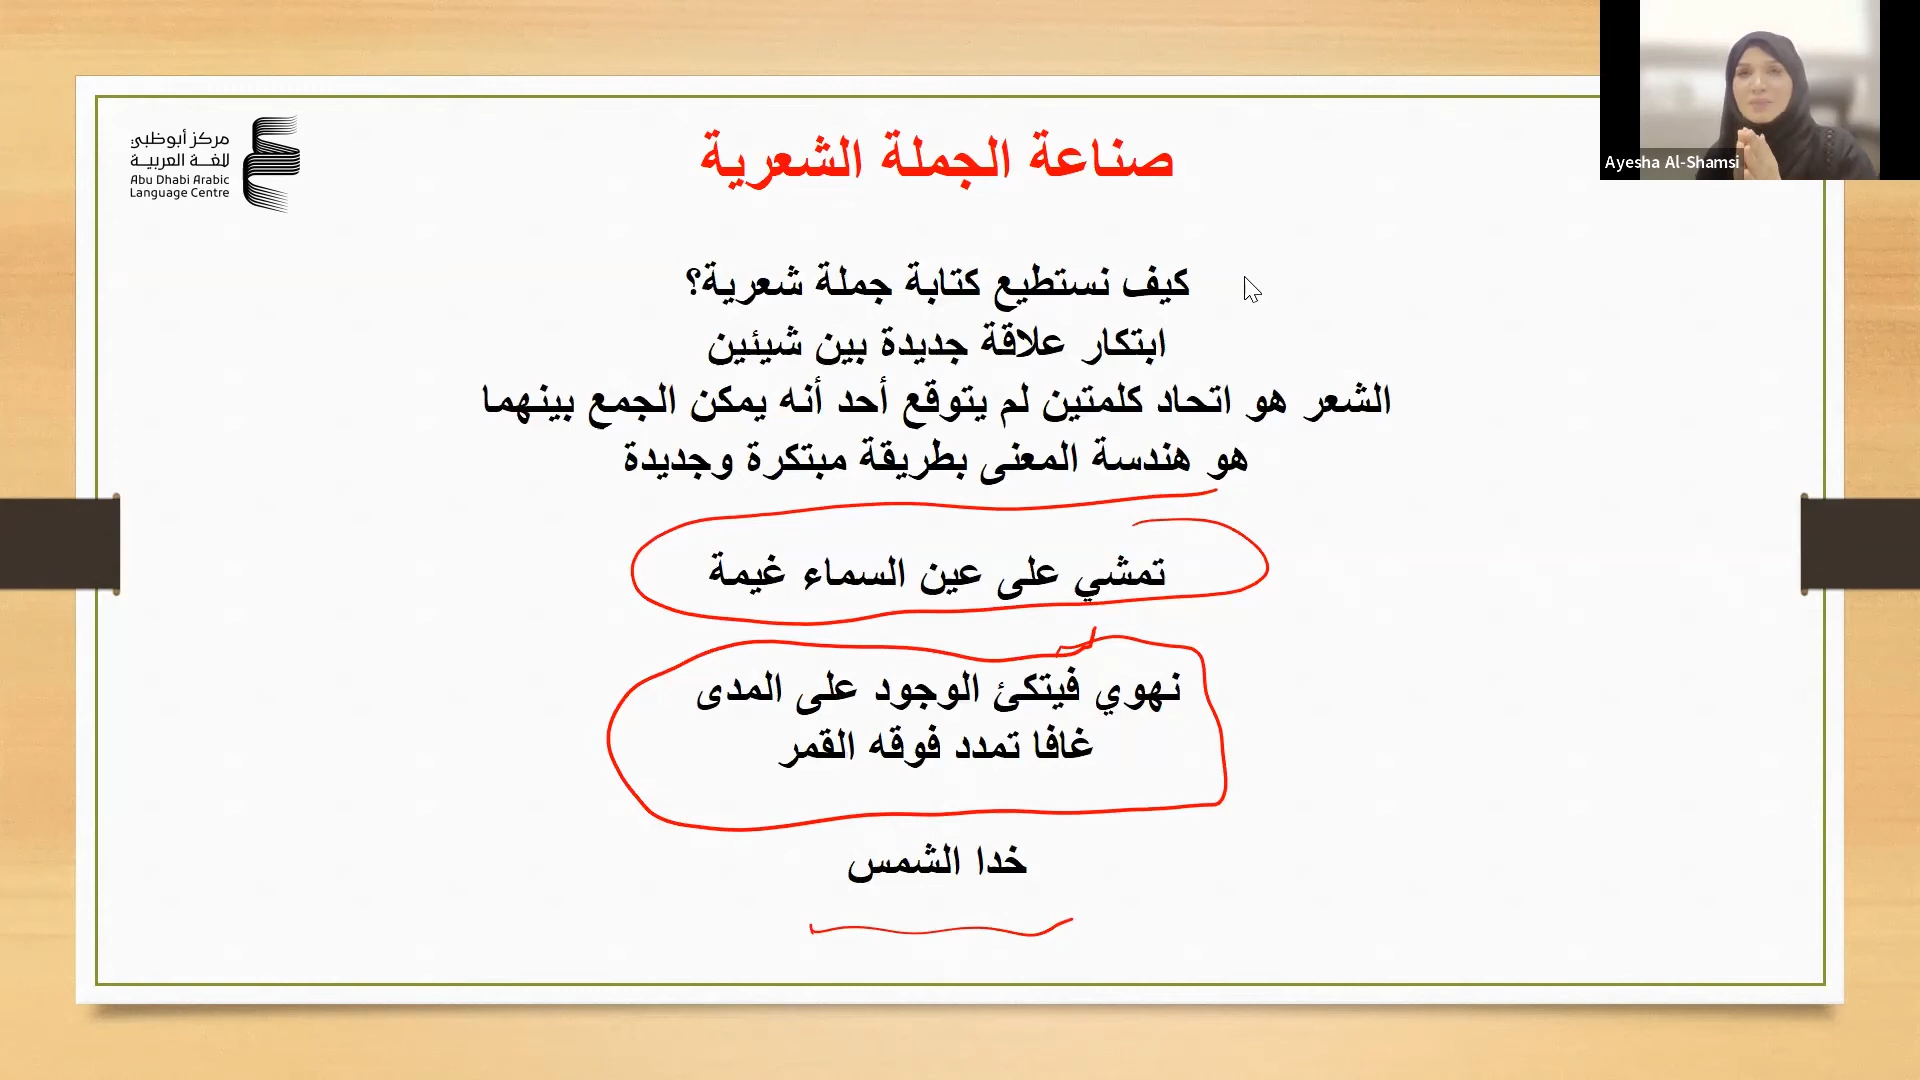 مركز أبوظبي
للغة العربية
Abu Dhabi Arabic
Language Centre
صناعة الجملة الشعرية
Ayesha Al-Shamsi
كيف نستطيع كتابة جملة شعرية؟
ابتكار علاقة جديدة بين شيئين
الشعر هو اتحاد كلمتين لم يتوقع أحد أنه يمكن الجمع بينهما
هو هندسة المعنى بطريقة مبتكرة وجديدة
تمشي على عين السماء غيمة
نهوي فيتكئ الوجود على المدى
غافا تمدد فوقه القمر
خدا الشمس